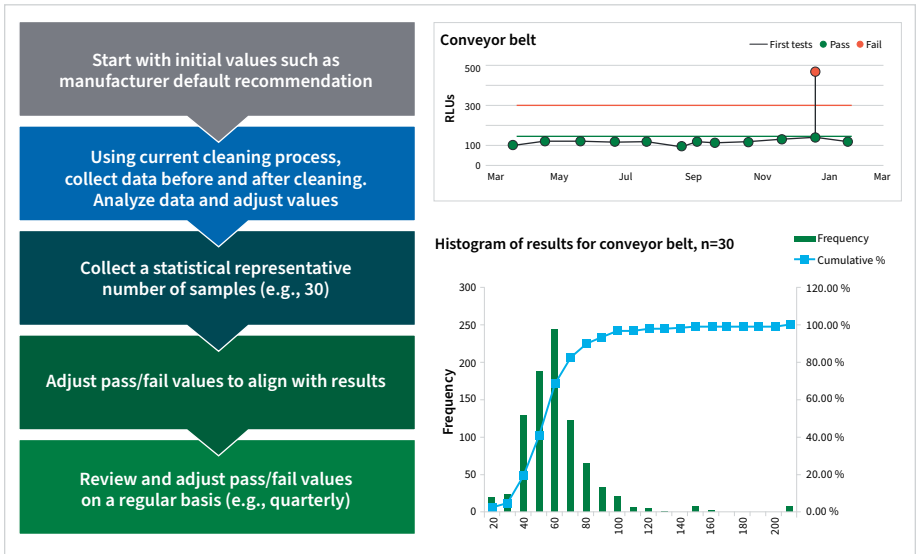 Start with initial values such as
manufacturer default recommendation
Using current cleaning process,
collect data before and after cleaning.
Analyze data and adjust values
Collect a statistical representative
number of samples (e.g., 30)
Adjust pass/fail values to align with results
Review and adjust pass/fail values
on a regular basis (e.g., quarterly)
Conveyor belt
First tests Pass Fail
RLUs
500
300
100
0
Mar May Jul Sep Nov Jan Mar
Histogram of results for conveyor belt, n=30
Frequency
Cumulative %
Frequency
300
250
200
150
100
50
0
120.00 %
100.00 %
80.00 %
60.00 %
40.00 %
20.00 %
0.00 %
20 40 60 80 100 120 140 160 180 200